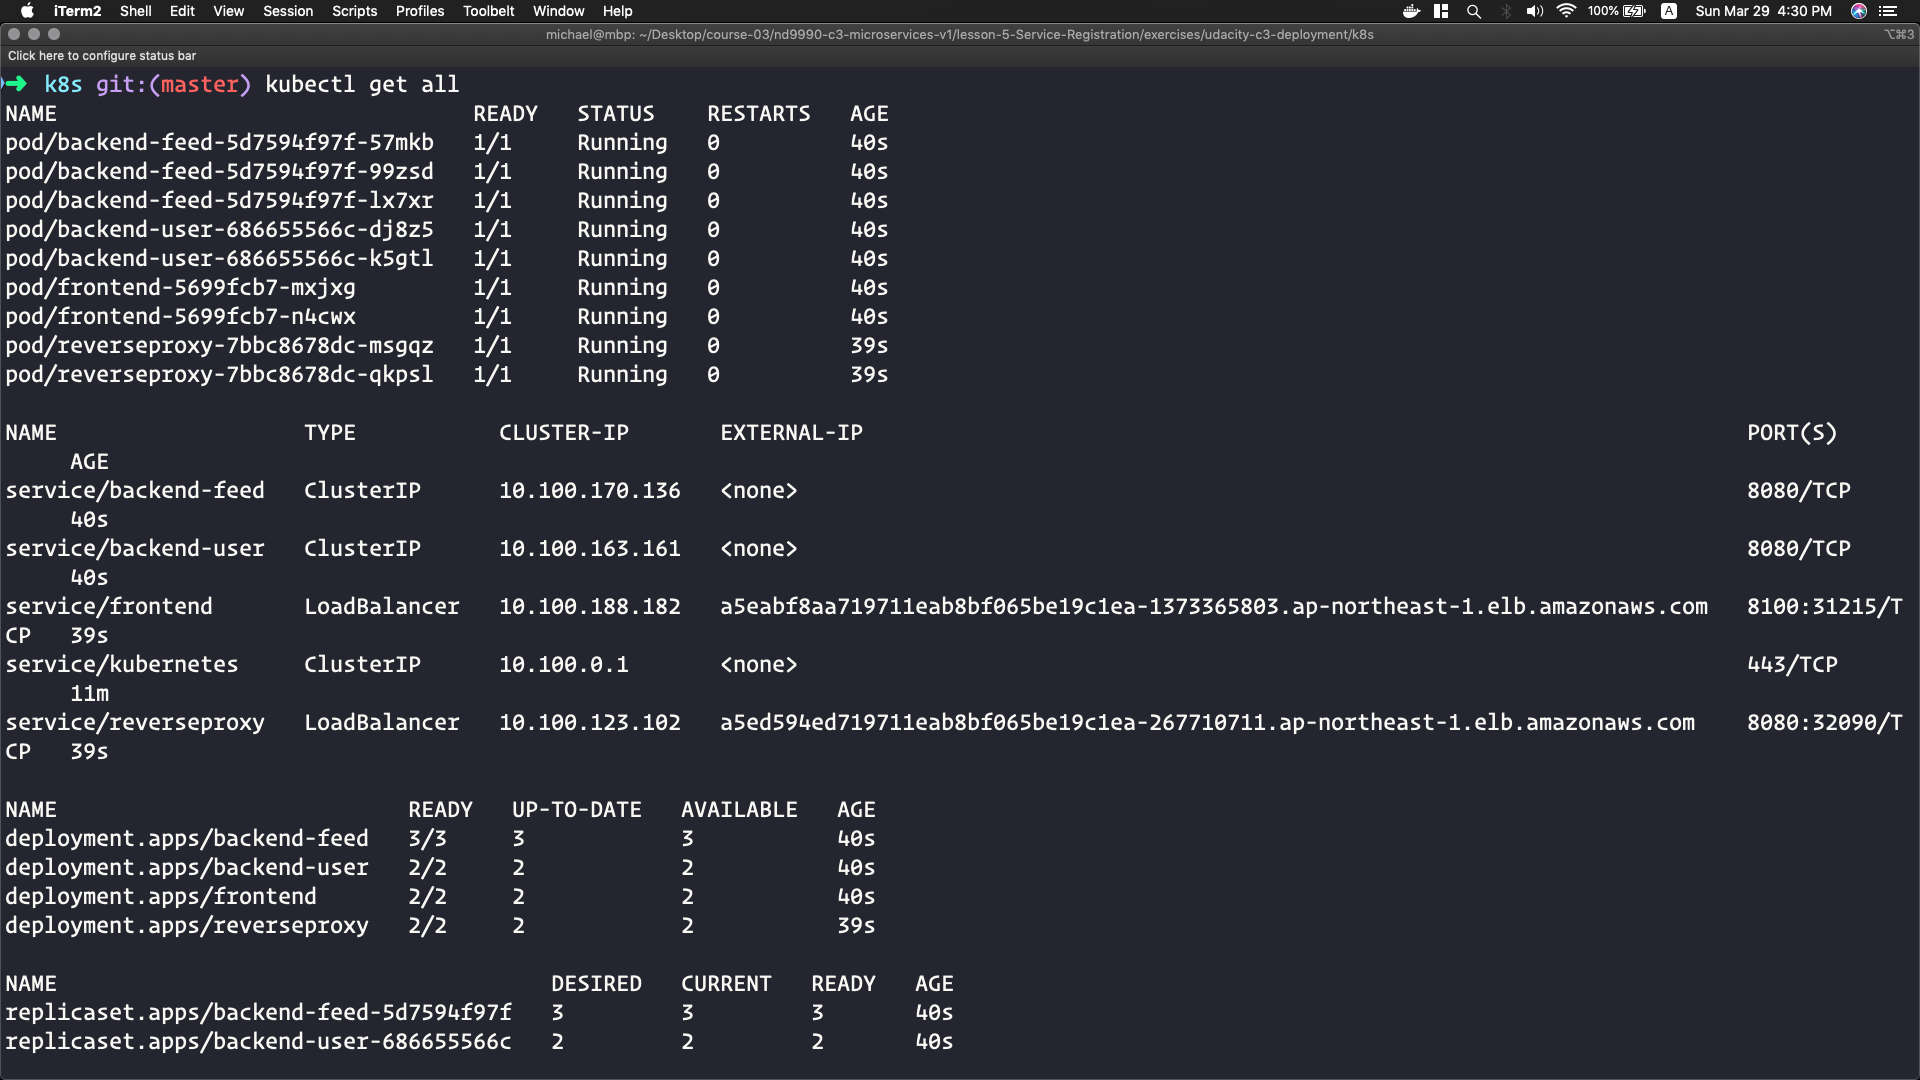 iTerm2 Shell Edit View Session Scripts Profiles Toolbelt Window Help 100% A Sun Mar 29 4:30 PM
michael@mbp: ~/Desktop/course-03/nd9990-c3-microservices-v1/lesson-5-Service-Registration/exercises/udacity-c3-deployment/k8s ⌥⌘3
Click here to configure status bar
➜ k8s git:(master) kubectl get all
NAME READY STATUS RESTARTS AGE
pod/backend-feed-5d7594f97f-57mkb 1/1 Running 0 40s
pod/backend-feed-5d7594f97f-99zsd 1/1 Running 0 40s
pod/backend-feed-5d7594f97f-lx7xr 1/1 Running 0 40s
pod/backend-user-686655566c-dj8z5 1/1 Running 0 40s
pod/backend-user-686655566c-k5gtl 1/1 Running 0 40s
pod/frontend-5699fcb7-mxjxg 1/1 Running 0 40s
pod/frontend-5699fcb7-n4cwx 1/1 Running 0 40s
pod/reverseproxy-7bbc8678dc-msgqz 1/1 Running 0 39s
pod/reverseproxy-7bbc8678dc-qkpsl 1/1 Running 0 39s
NAME TYPE CLUSTER-IP EXTERNAL-IP PORT(S)
AGE
service/backend-feed ClusterIP 10.100.170.136 <none> 8080/TCP
40s
service/backend-user ClusterIP 10.100.163.161 <none> 8080/TCP
40s
service/frontend LoadBalancer 10.100.188.182 a5eabf8aa719711eab8bf065be19c1ea-1373365803.ap-northeast-1.elb.amazonaws.com 8100:31215/T
CP 39s
service/kubernetes ClusterIP 10.100.0.1 <none> 443/TCP
11m
service/reverseproxy LoadBalancer 10.100.123.102 a5ed594ed719711eab8bf065be19c1ea-267710711.ap-northeast-1.elb.amazonaws.com 8080:32090/T
CP 39s
NAME READY UP-TO-DATE AVAILABLE AGE
deployment.apps/backend-feed 3/3 3 3 40s
deployment.apps/backend-user 2/2 2 2 40s
deployment.apps/frontend 2/2 2 2 40s
deployment.apps/reverseproxy 2/2 2 2 39s
NAME DESIRED CURRENT READY AGE
replicaset.apps/backend-feed-5d7594f97f 3 3 3 40s
replicaset.apps/backend-user-686655566c 2 2 2 40s